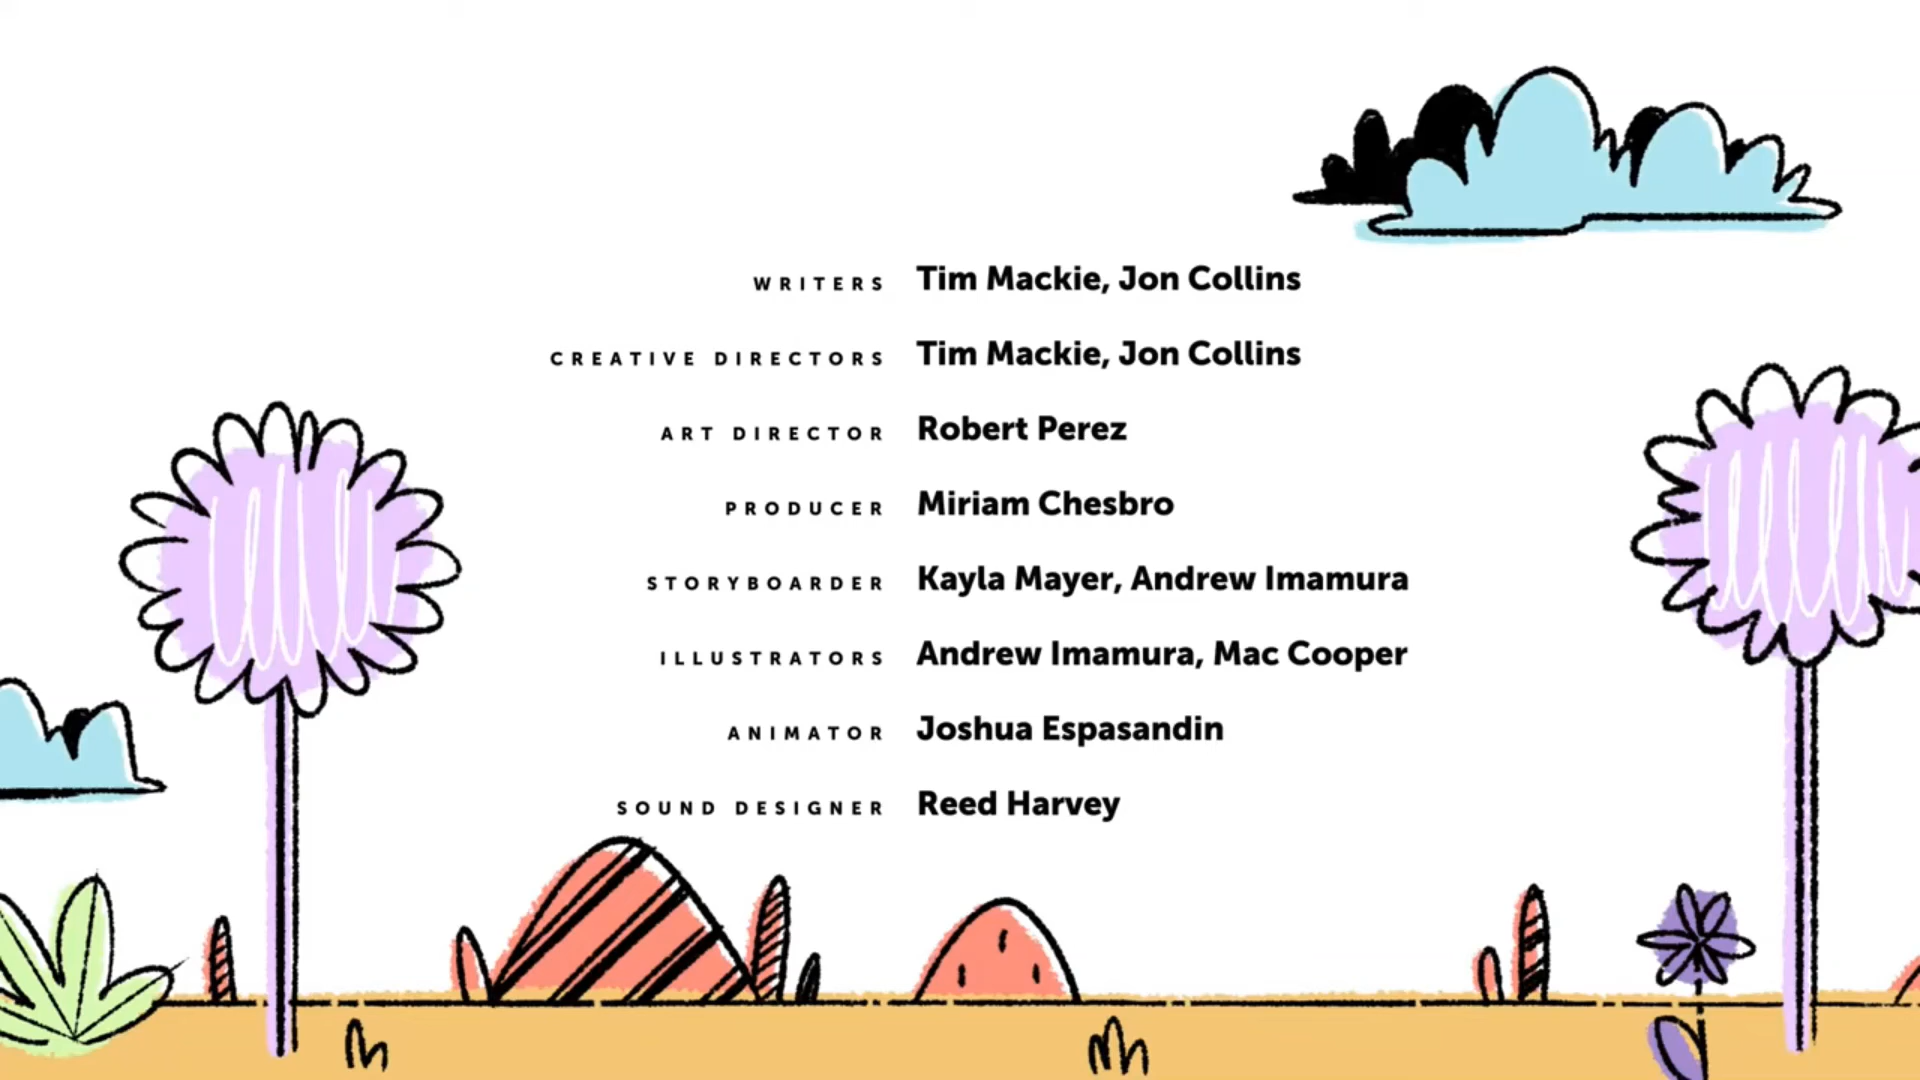 WRITERS Tim Mackie, Jon Collins
CREATIVE DIRECTORS Tim Mackie, Jon Collins
ART DIRECTOR Robert Perez
PRODUCER Miriam Chesbro
STORYBOARDER Kayla Mayer, Andrew Imamura
ILLUSTRATORS Andrew Imamura, Mac Cooper
ANIMATOR Joshua Espasandin
SOUND DESIGNER Reed Harvey